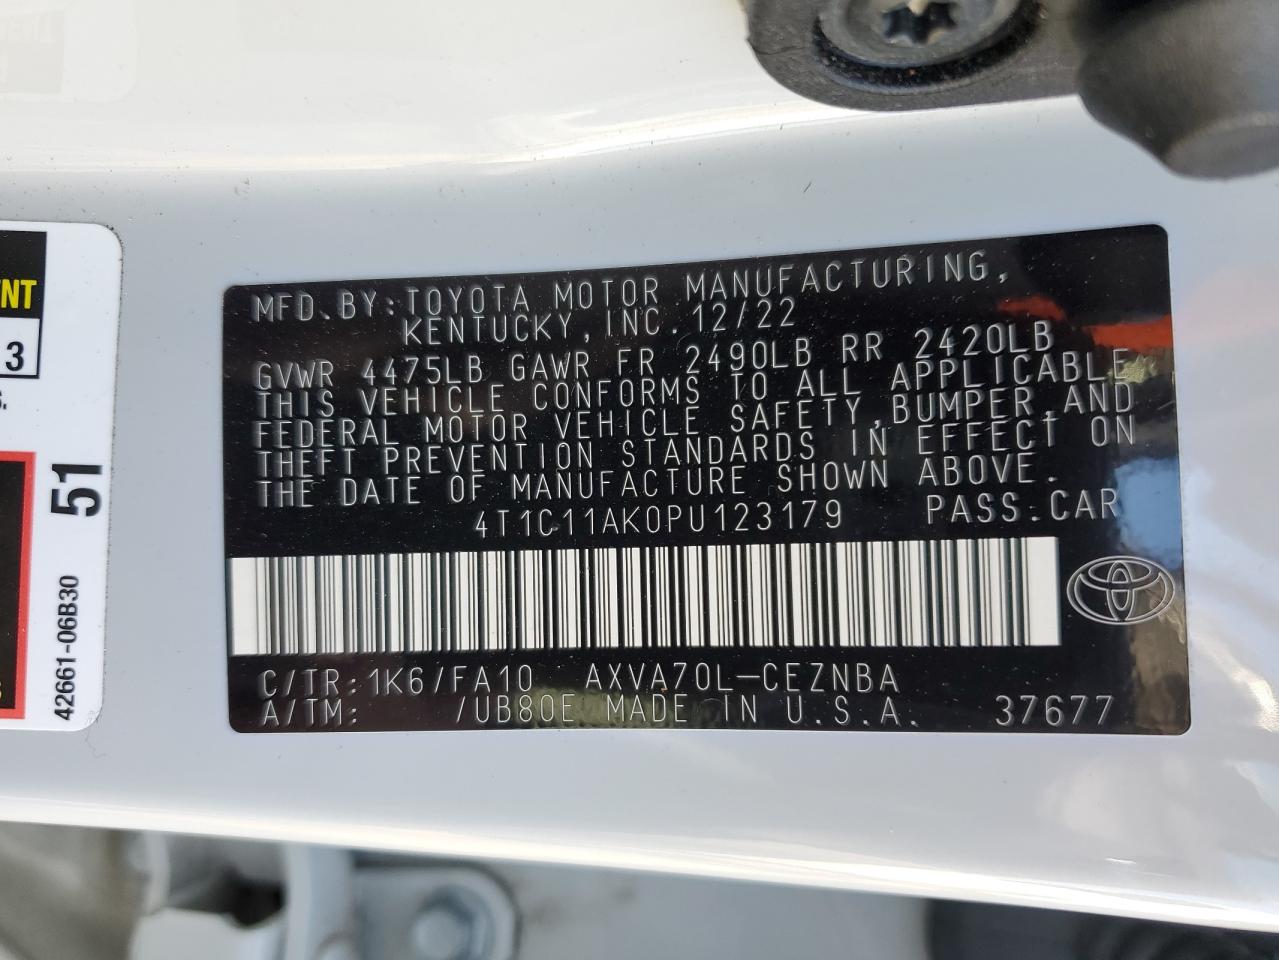 MFD.BY: TOYOTA MOTOR MANUFACTURING,
KENTUCKY, INC. 12/22
GVWR 4475LB GAWR FR 2490LB RR 2420LB
THIS VEHICLE CONFORMS TO ALL APPLICABLE
FEDERAL MOTOR VEHICLE SAFETY, BUMPER, AND
THEFT PREVENTION STANDARDS IN EFFECT ON
THE DATE OF MANUFACTURE SHOWN ABOVE.
4T1C11AK0PU123179 PASS.CAR
C/TR: 1K6/FA10 AXVA70L-CEZNBA
A/TM: /UB80E MADE IN U.S.A. 37677
3
51
42661-06B30